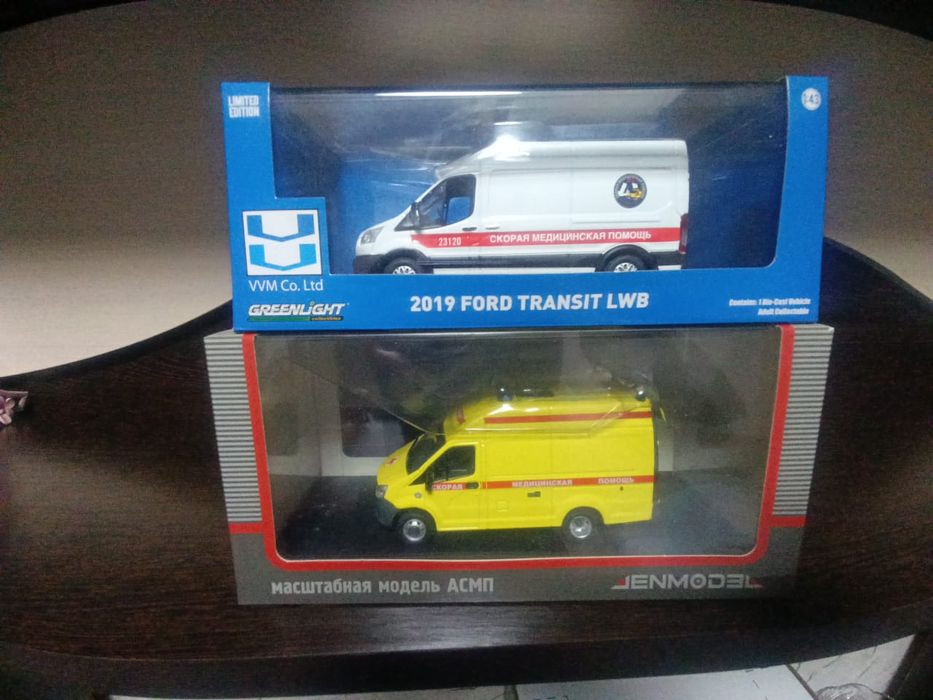 LIMITED
EDITION
1:43
23120 СКОРАЯ МЕДИЦИНСКАЯ ПОМОЩЬ
VVM Co. Ltd
GREENLIGHT
collectibles
2019 FORD TRANSIT LWB
Contains: 1 Die-Cast Vehicle
Adult Collectable
СКОРАЯ МЕДИЦИНСКАЯ ПОМОЩЬ
масштабная модель АСМП
JENMODEL